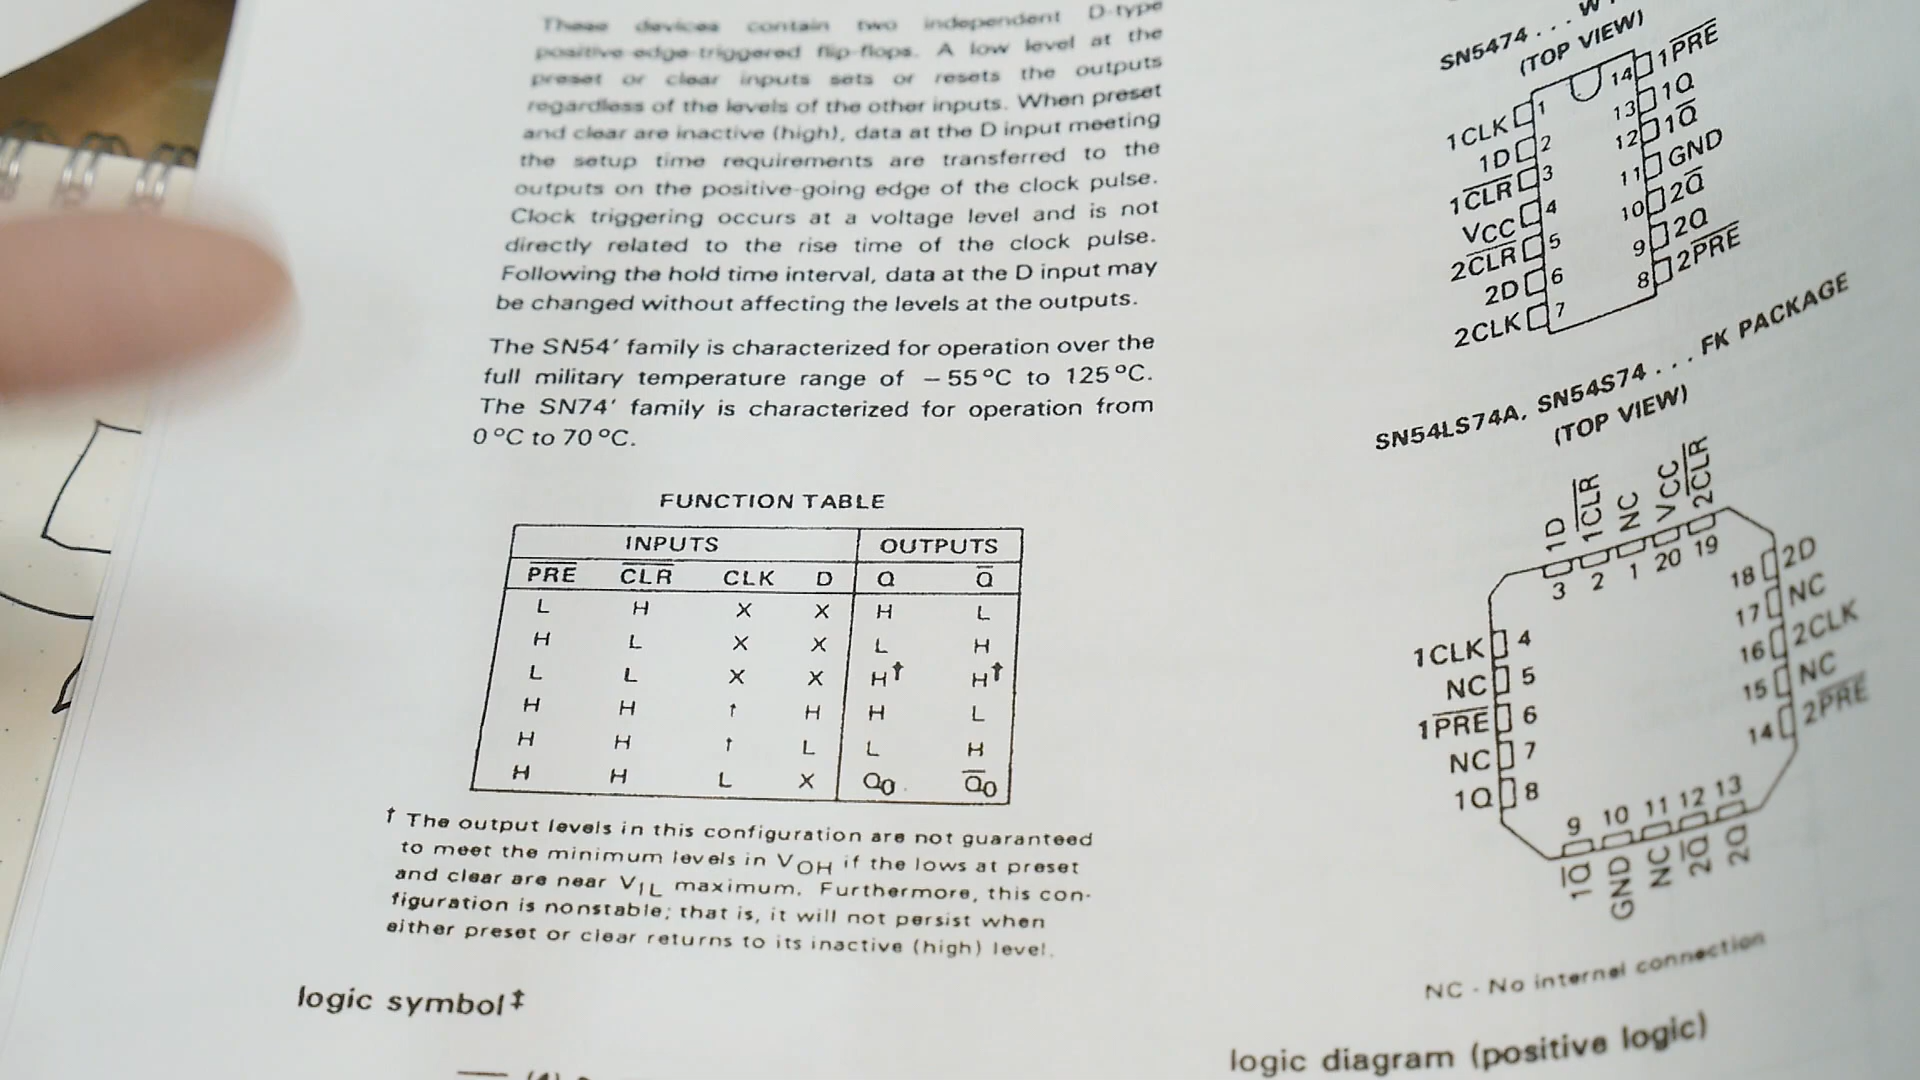 These devices contain two independent D-type
positive-edge-triggered flip-flops. A low level at the
preset or clear inputs sets or resets the outputs
regardless of the levels of the other inputs. When preset
and clear are inactive (high), data at the D input meeting
the setup time requirements are transferred to the
outputs on the positive-going edge of the clock pulse.
Clock triggering occurs at a voltage level and is not
directly related to the rise time of the clock pulse.
Following the hold time interval, data at the D input may
be changed without affecting the levels at the outputs.
The SN54′ family is characterized for operation over the
full military temperature range of −55°C to 125°C.
The SN74′ family is characterized for operation from
0°C to 70°C.
FUNCTION TABLE
INPUTS OUTPUTS
P̅R̅E̅ C̅L̅R̅ CLK D Q Q̅
L H X X H L
H L X X L H
L L X X H† H†
H H ↑ H H L
H H ↑ L L H
H H L X Q0 Q̅0
† The output levels in this configuration are not guaranteed
to meet the minimum levels in VOH if the lows at preset
and clear are near VIL maximum. Furthermore, this con-
figuration is nonstable; that is, it will not persist when
either preset or clear returns to its inactive (high) level.
logic symbol‡
SN5474 . . . W
(TOP VIEW)
1CLK 1 14 1P̅R̅E̅
1D 2 13 1Q
1C̅L̅R̅ 3 12 1Q̅
VCC 4 11 GND
2C̅L̅R̅ 5 10 2Q̅
2D 6 9 2Q
2CLK 7 8 2P̅R̅E̅
SN54LS74A, SN54S74 . . . FK PACKAGE
(TOP VIEW)
1D 1C̅L̅R̅ NC VCC 2C̅L̅R̅
3 2 1 20 19
1CLK 4 18 2D
NC 5 17 NC
1P̅R̅E̅ 6 16 2CLK
NC 7 15 NC
1Q 8 14 2P̅R̅E̅
9 10 11 12 13
1Q̅ GND NC 2Q̅ 2Q
NC - No internal connection
logic diagram (positive logic)